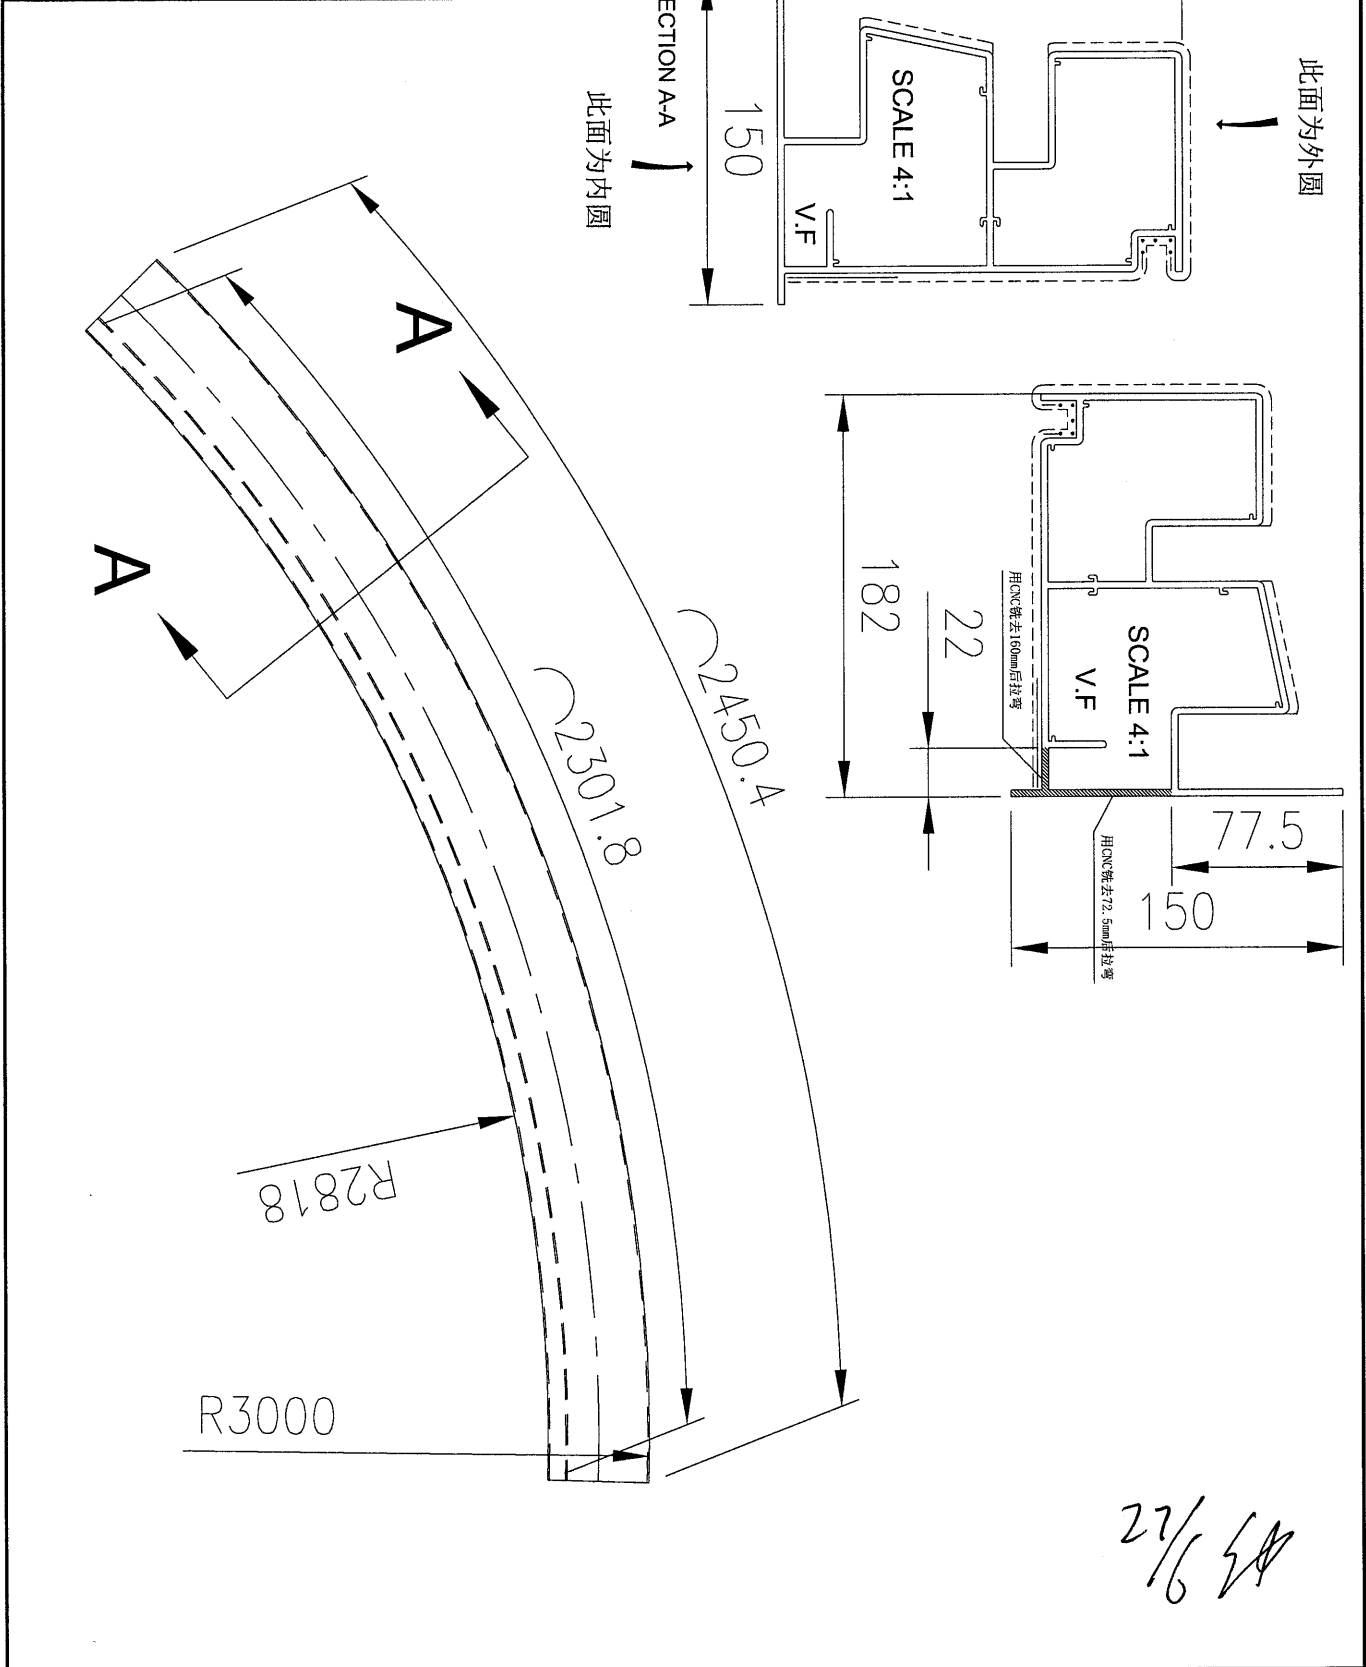 此面为外圆
SCALE 4:1
V.F
150
ECTION A-A
此面为内圆
182
22
用CNC铣去160mm后拉弯
SCALE 4:1
V.F
77.5
150
用CNC铣去72.5mm后拉弯
A
A
2450.4
2301.8
R2818
R3000
27/6